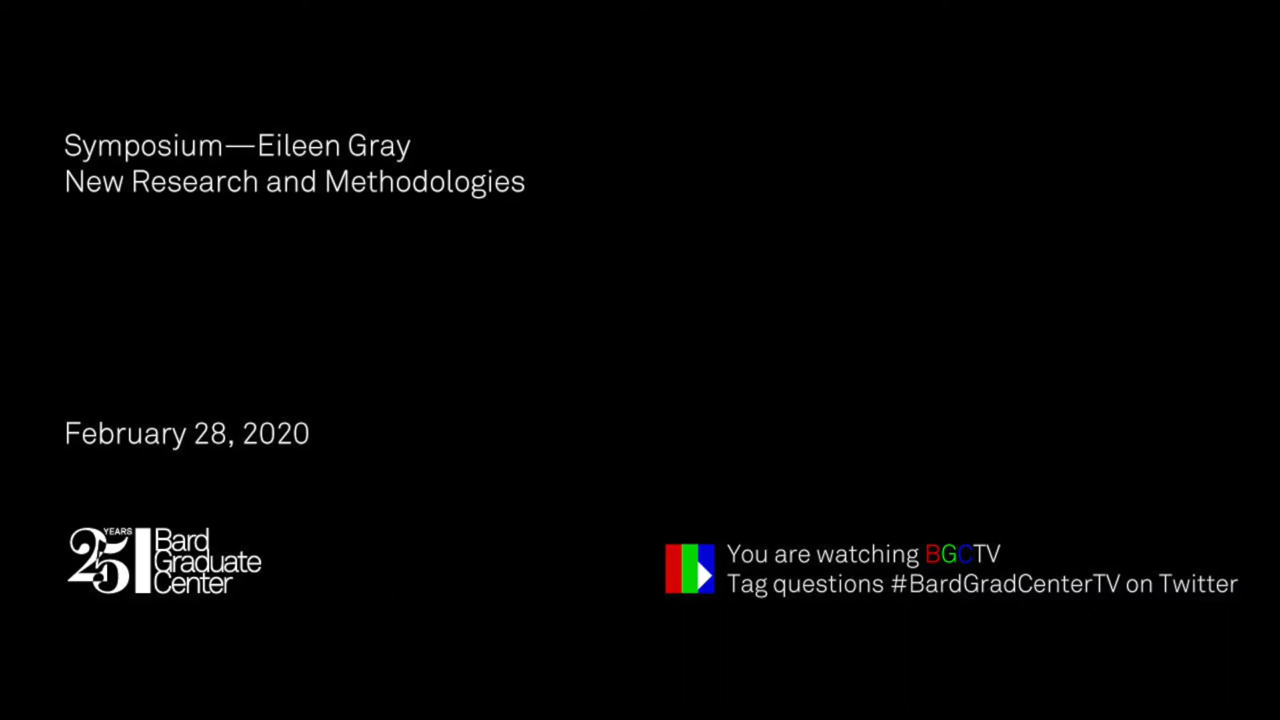 Symposium—Eileen Gray
New Research and Methodologies
February 28, 2020
25 YEARS
Bard
Graduate
Center
You are watching BGCTV
Tag questions #BardGradCenterTV on Twitter